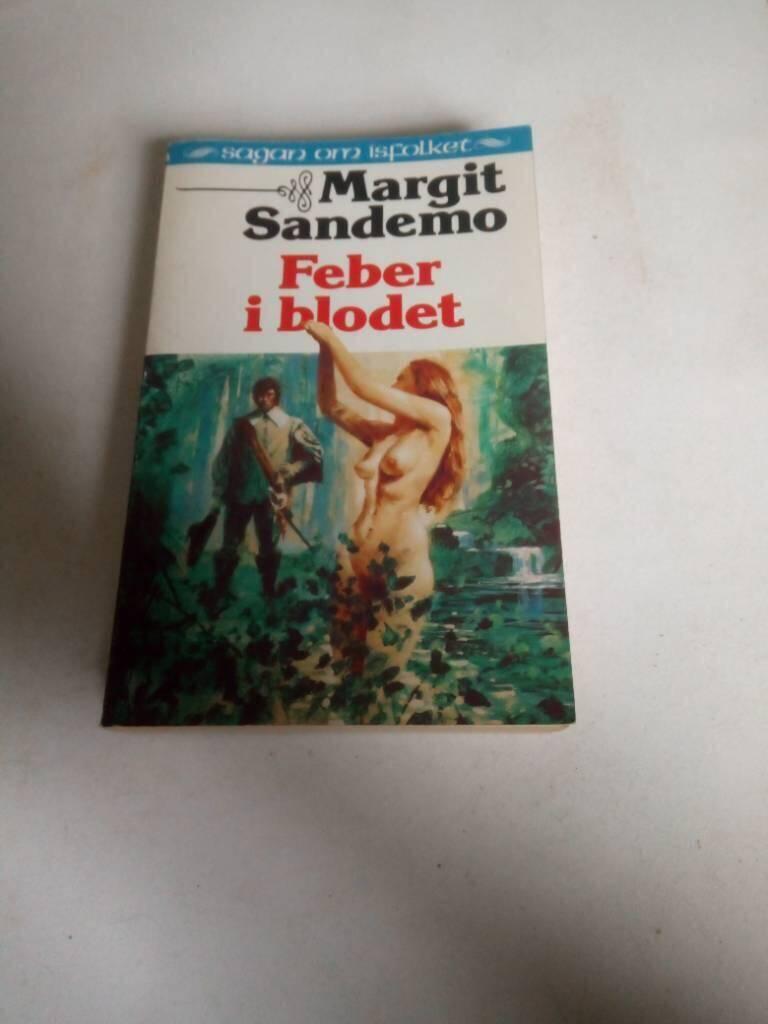 sagan om isfolket
Margit
Sandemo
Feber
i blodet